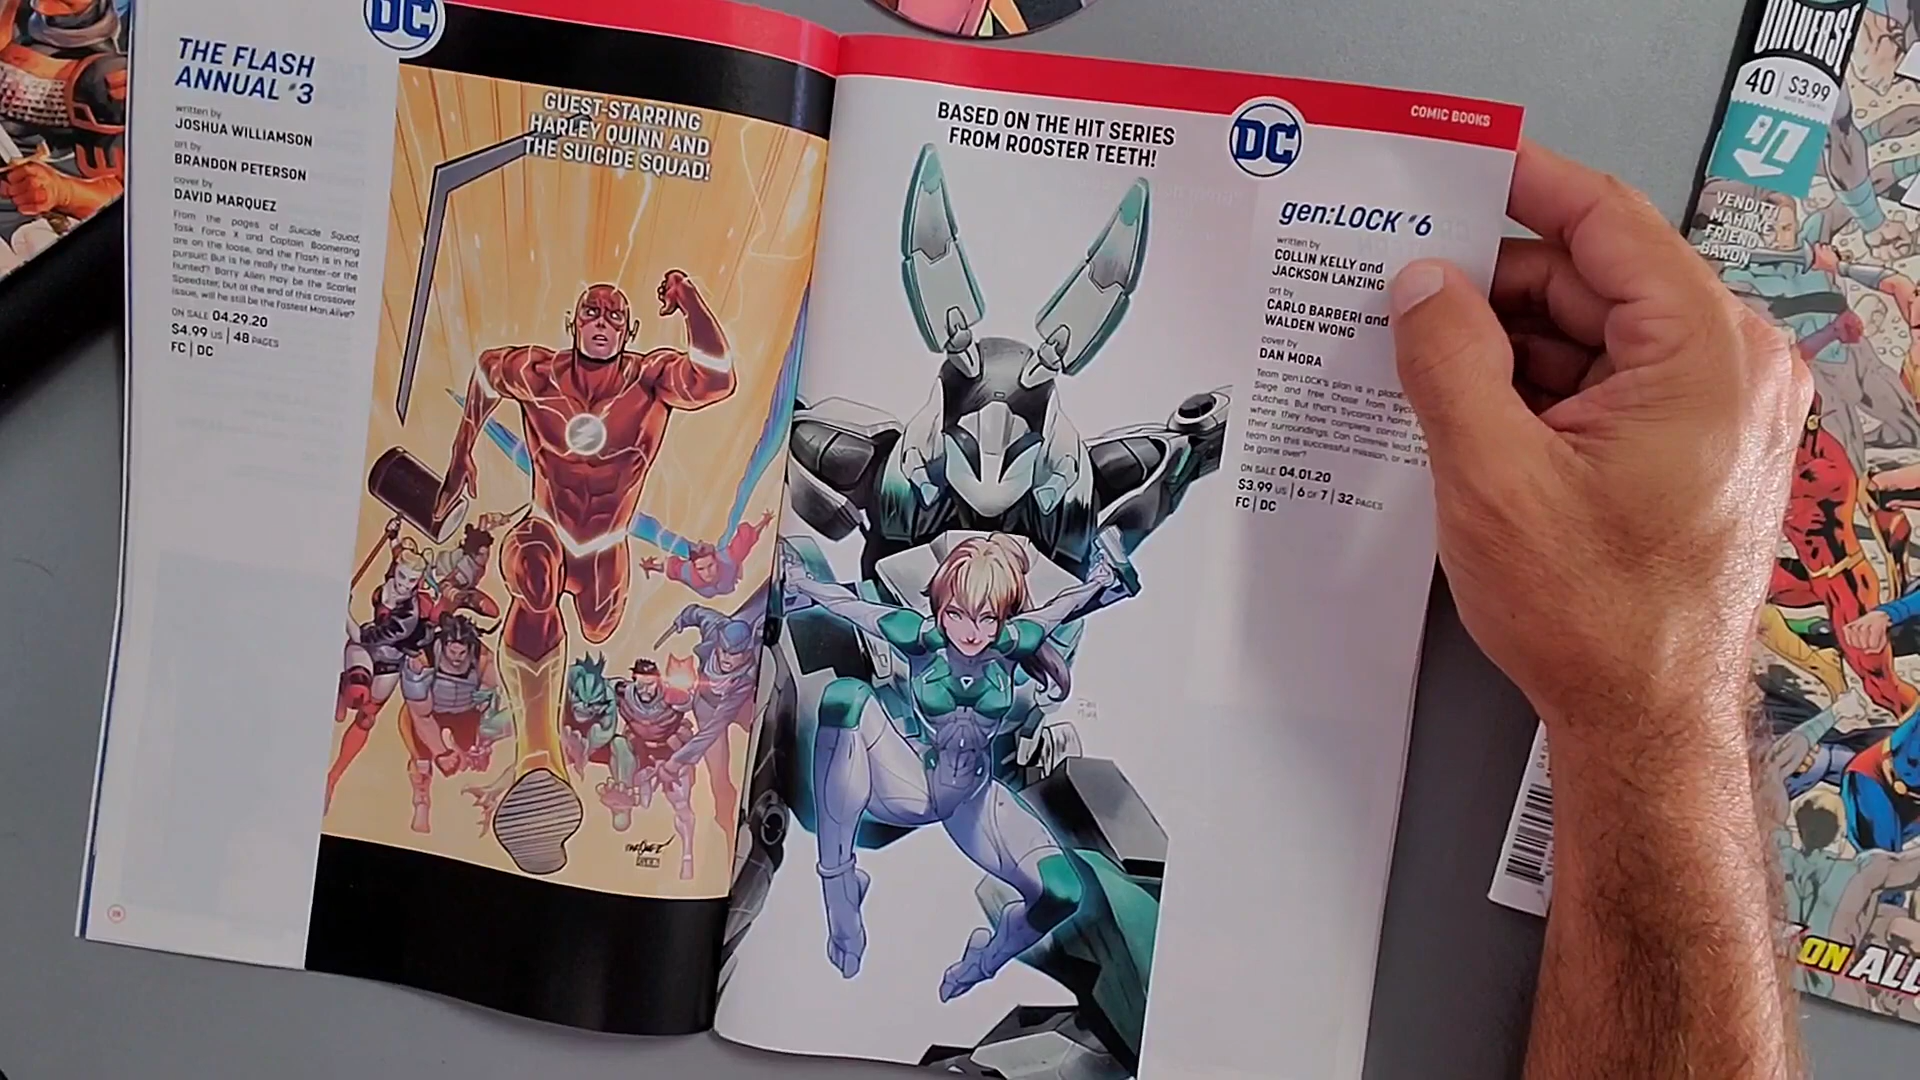 DC
THE FLASH
ANNUAL #3
written by
JOSHUA WILLIAMSON
art by
BRANDON PETERSON
cover by
DAVID MARQUEZ
From the pages of Suicide Squad,
Task Force X and Captain Boomerang
are on the loose, and the Flash is in hot
pursuit! But is he really the hunter-or the
hunted? Barry Allen may be the Scarlet
Speedster, but at the end of this crossover
issue, will he still be the Fastest Man Alive?
ON SALE 04.29.20
$4.99 US | 48 PAGES
FC | DC
GUEST-STARRING
HARLEY QUINN AND
THE SUICIDE SQUAD!
BASED ON THE HIT SERIES
FROM ROOSTER TEETH!
DC
COMIC BOOKS
gen:LOCK #6
written by
COLLIN KELLY and
JACKSON LANZING
art by
CARLO BARBERI and
WALDEN WONG
cover by
DAN MORA
Team gen:LOCK's plan is in place
Siege and free Chase from
clutches. But that's Sycorax's home
where they have complete control
their surroundings. Can Cammie lead the
team on this successful mission, or will it
be game over?
ON SALE 04.01.20
$3.99 US | 6 OF 7 | 32 PAGES
FC | DC
UNIVERSE
40 | $3.99
VENDITTI
MAHNKE
FRIEND
BARON
ON ALL